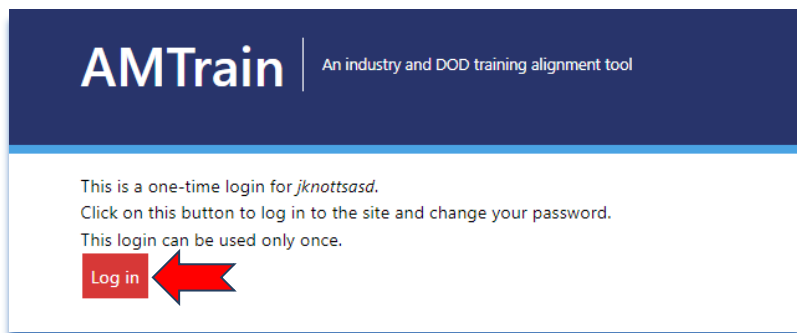 AMTrain
An industry and DOD training alignment tool
This is a one-time login for jknottsasd.
Click on this button to log in to the site and change your password.
This login can be used only once.
Log in